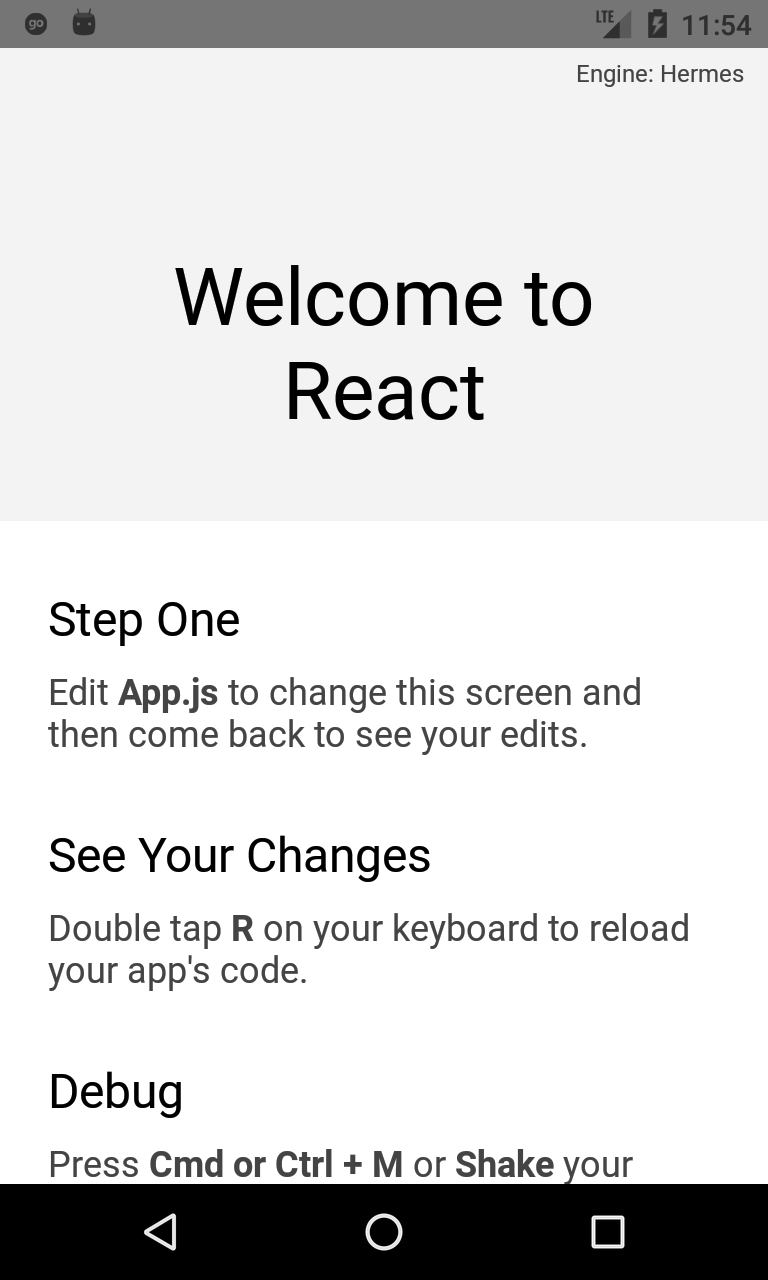 go
LTE
11:54
Engine: Hermes
Welcome to
React
Step One
Edit App.js to change this screen and
then come back to see your edits.
See Your Changes
Double tap R on your keyboard to reload
your app's code.
Debug
Press Cmd or Ctrl + M or Shake your